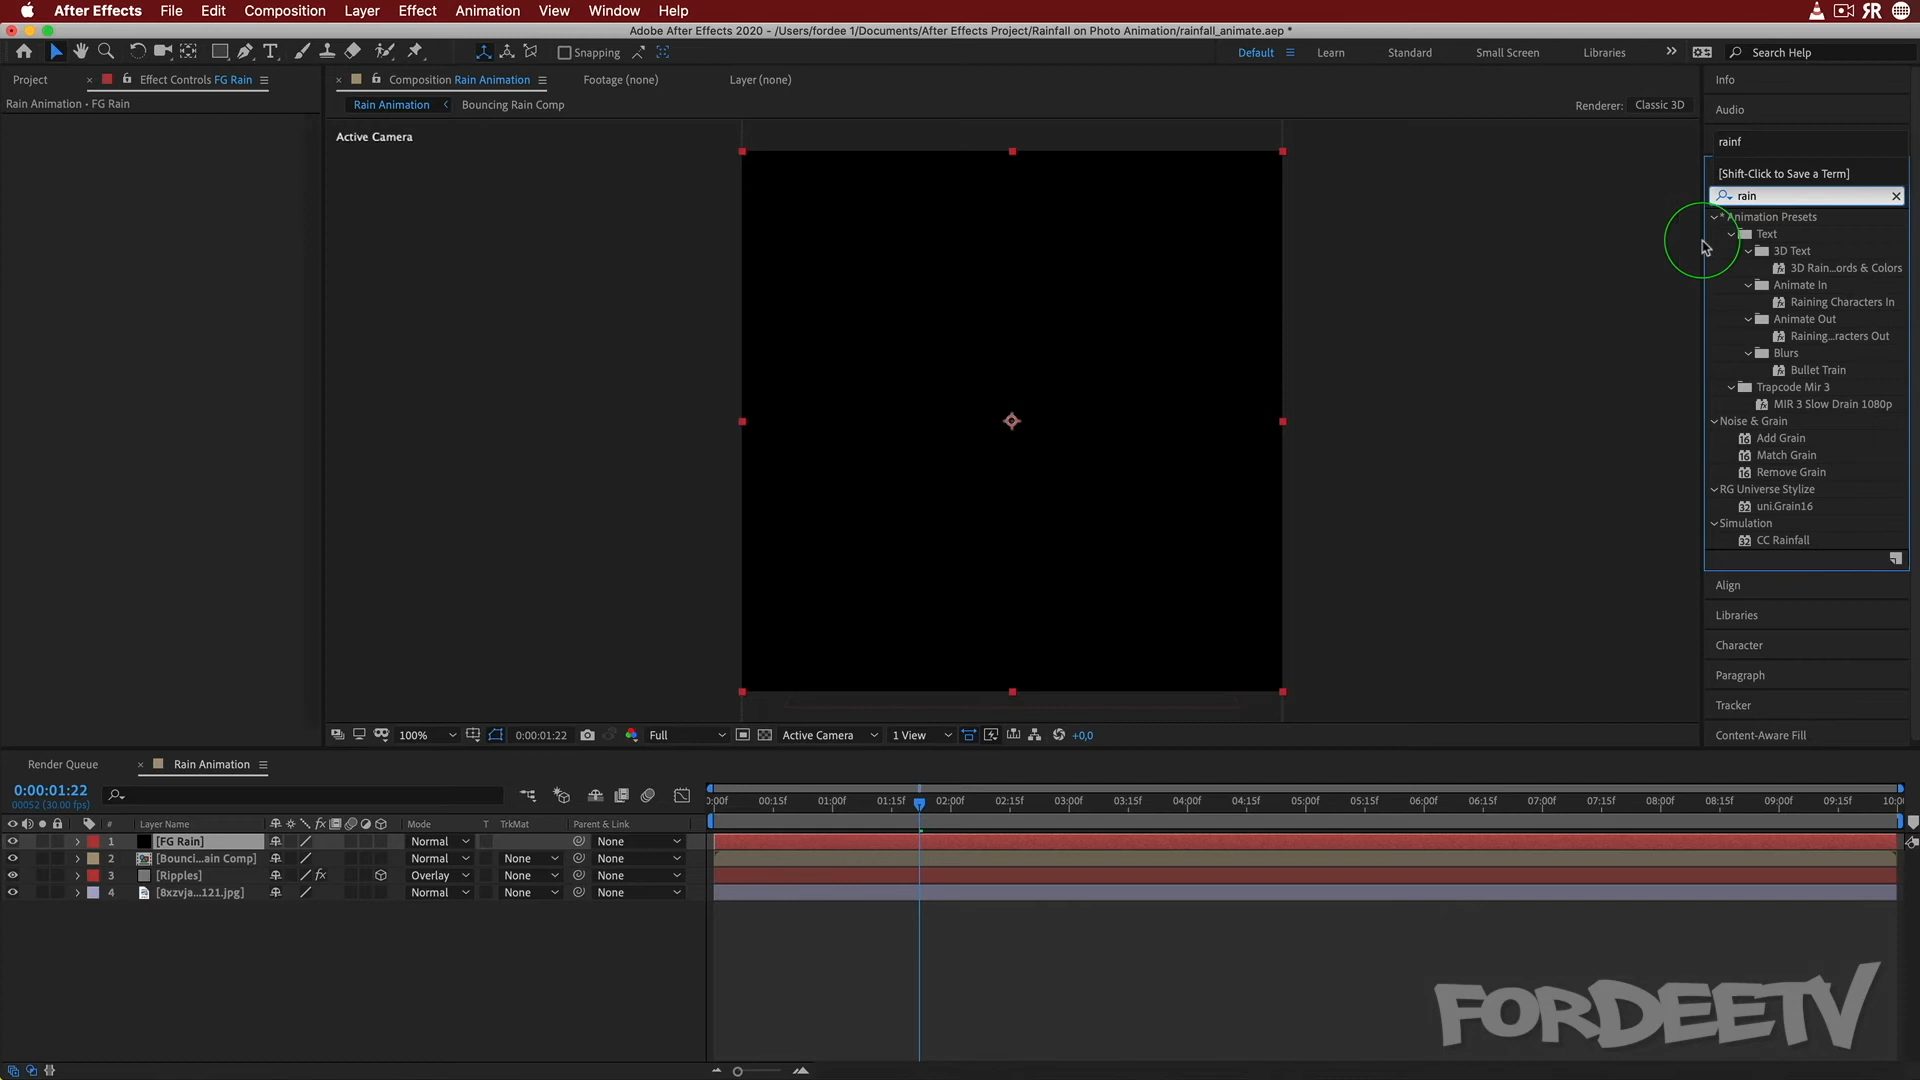 After Effects File Edit Composition Layer Effect Animation View Window Help
Adobe After Effects 2020 - /Users/fordee 1/Documents/After Effects Project/Rainfall on Photo Animation/rainfall_animate.aep *
Snapping Default Learn Standard Small Screen Libraries Search Help
Project Effect Controls FG Rain Composition Rain Animation Footage (none) Layer (none) Info
Rain Animation • FG Rain Rain Animation Bouncing Rain Comp Renderer: Classic 3D Audio
Active Camera
rainf
[Shift-Click to Save a Term]
rain
* Animation Presets
Text
3D Text
3D Rain...ords & Colors
Animate In
Raining Characters In
Animate Out
Raining...racters Out
Blurs
Bullet Train
Trapcode Mir 3
MIR 3 Slow Drain 1080p
Noise & Grain
16 Add Grain
16 Match Grain
16 Remove Grain
RG Universe Stylize
32 uni.Grain16
Simulation
32 CC Rainfall
Align
Libraries
Character
Paragraph
Tracker
Content-Aware Fill
100% 0:00:01:22 Full Active Camera 1 View +0,0
Render Queue Rain Animation
0:00:01:22
00052 (30.00 fps)
0:00f 00:15f 01:00f 01:15f 02:00f 02:15f 03:00f 03:15f 04:00f 04:15f 05:00f 05:15f 06:00f 06:15f 07:00f 07:15f 08:00f 08:15f 09:00f 09:15f 10:0
# Layer Name fx Mode T TrkMat Parent & Link
1 [FG Rain] Normal None
2 [Bounci...ain Comp] Normal None None
3 [Ripples] fx Overlay None None
4 [8xzvja...121.jpg] Normal None None
FORDEETV